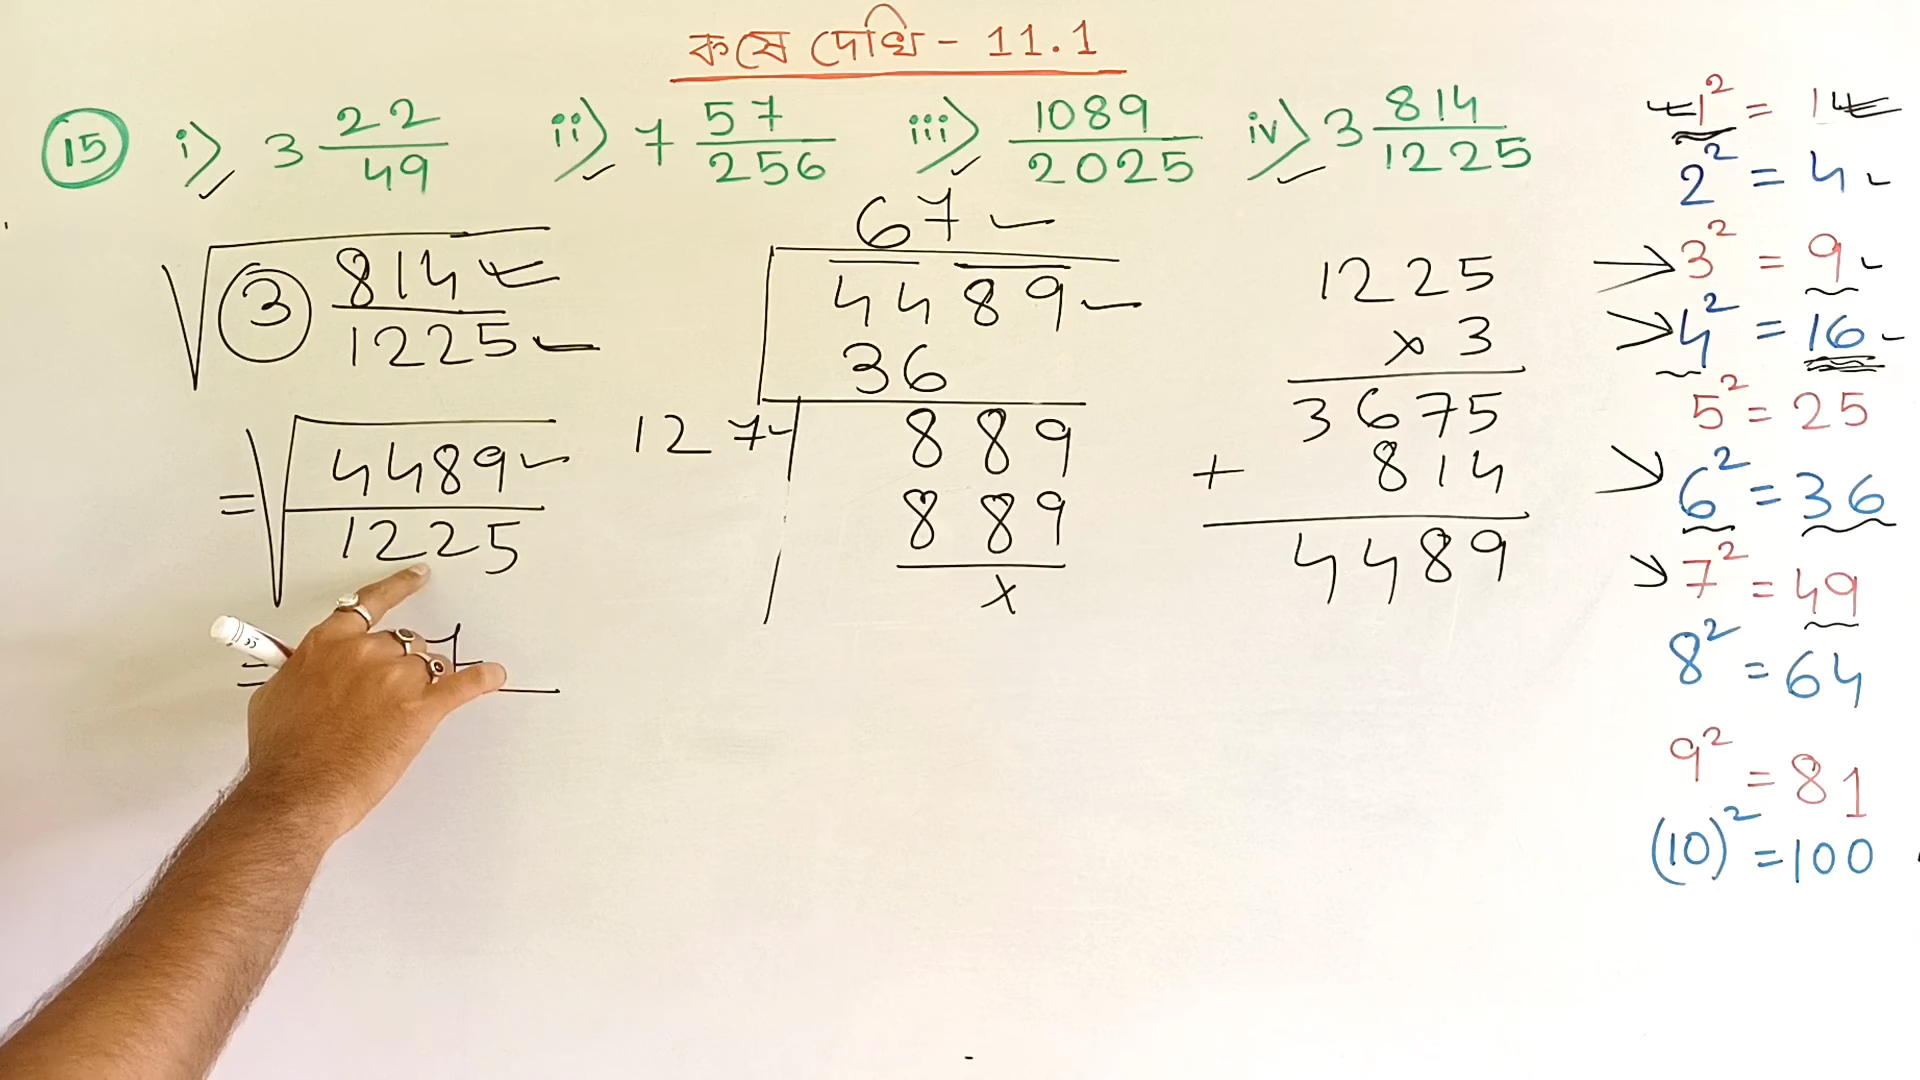 কষে দেখি - 11.1
15 i) 3 22/49 ii) 7 57/256 iii) 1089/2025 iv) 3 814/1225
√ 3 814/1225
= √ 4489/1225
=
67
4489
36
127 889
889
x
1225
x 3
3675
+ 814
4489
1² = 1
2² = 4
3² = 9
4² = 16
5² = 25
6² = 36
7² = 49
8² = 64
9² = 81
(10)² = 100